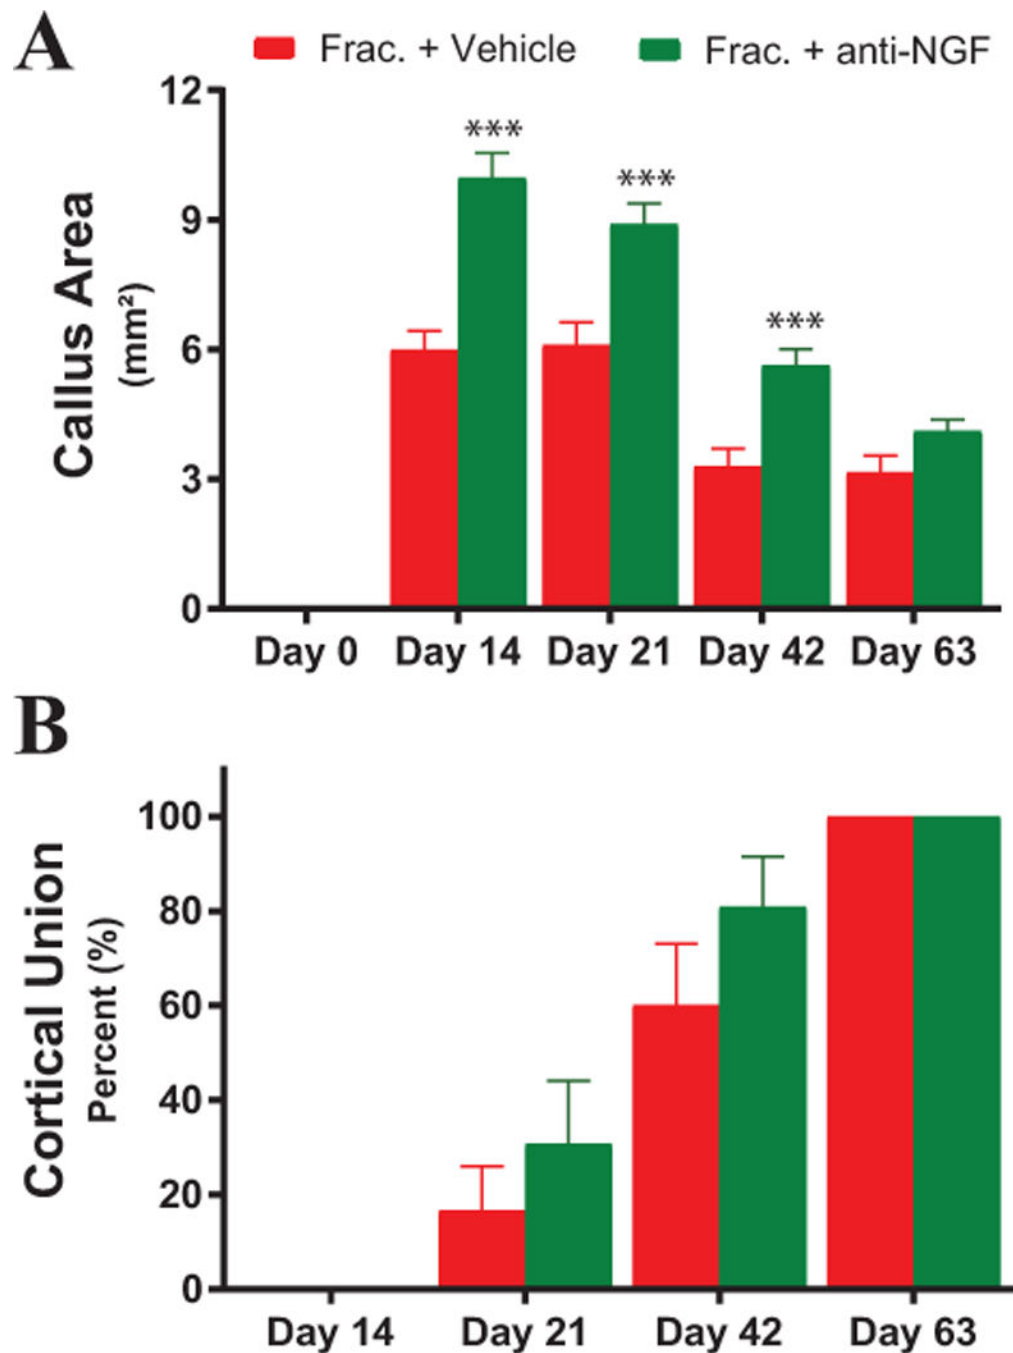 A
Frac. + Vehicle
Frac. + anti-NGF
Callus Area
(mm²)
12
9
6
3
0
***
***
***
Day 0
Day 14
Day 21
Day 42
Day 63
B
Cortical Union
Percent (%)
100
80
60
40
20
0
Day 14
Day 21
Day 42
Day 63